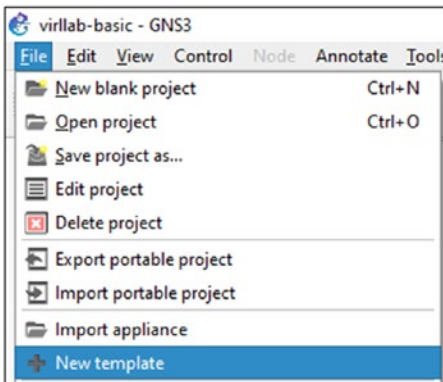 virllab-basic - GNS3
File Edit View Control Node Annotate Tools
New blank project Ctrl+N
Open project Ctrl+O
Save project as...
Edit project
Delete project
Export portable project
Import portable project
Import appliance
New template